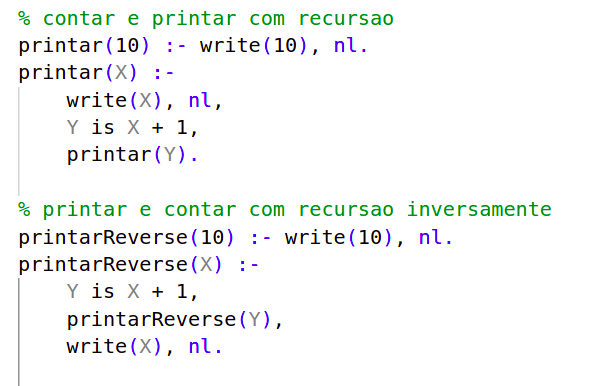 % contar e printar com recursao
printar(10) :- write(10), nl.
printar(X) :-
    write(X), nl,
    Y is X + 1,
    printar(Y).

% printar e contar com recursao inversamente
printarReverse(10) :- write(10), nl.
printarReverse(X) :-
    Y is X + 1,
    printarReverse(Y),
    write(X), nl.